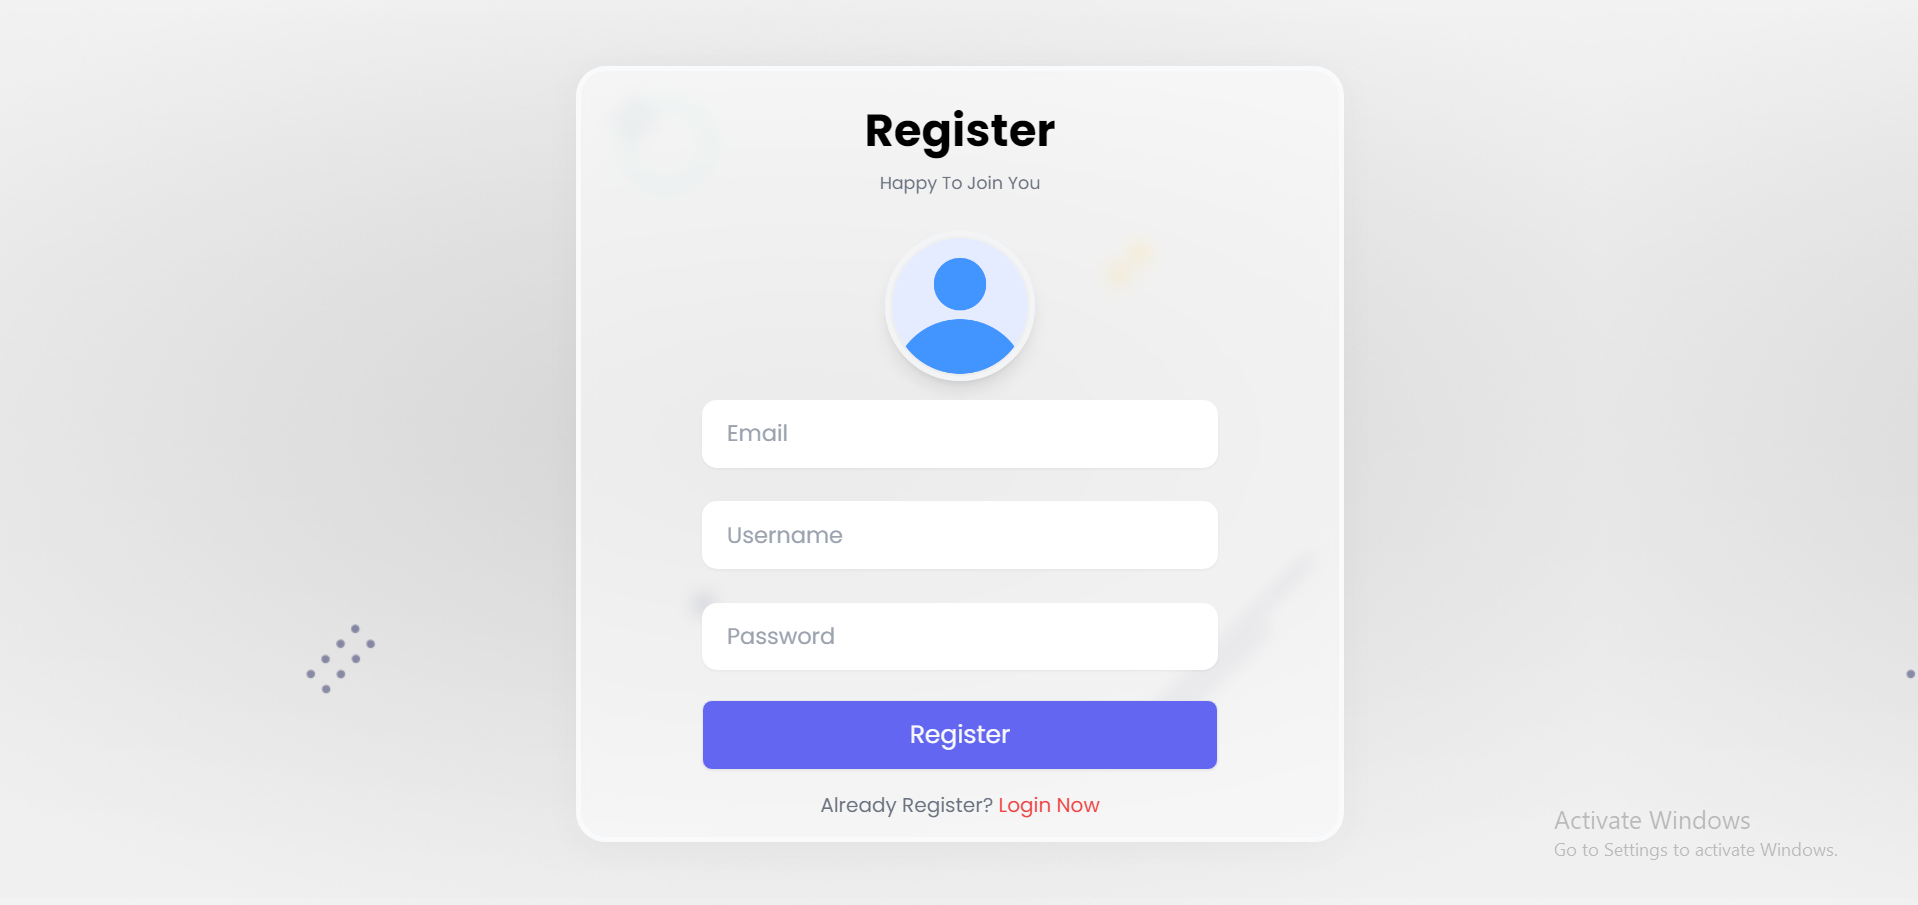 Register
Happy To Join You
Email
Username
Password
Register
Already Register? Login Now
Activate Windows
Go to Settings to activate Windows.